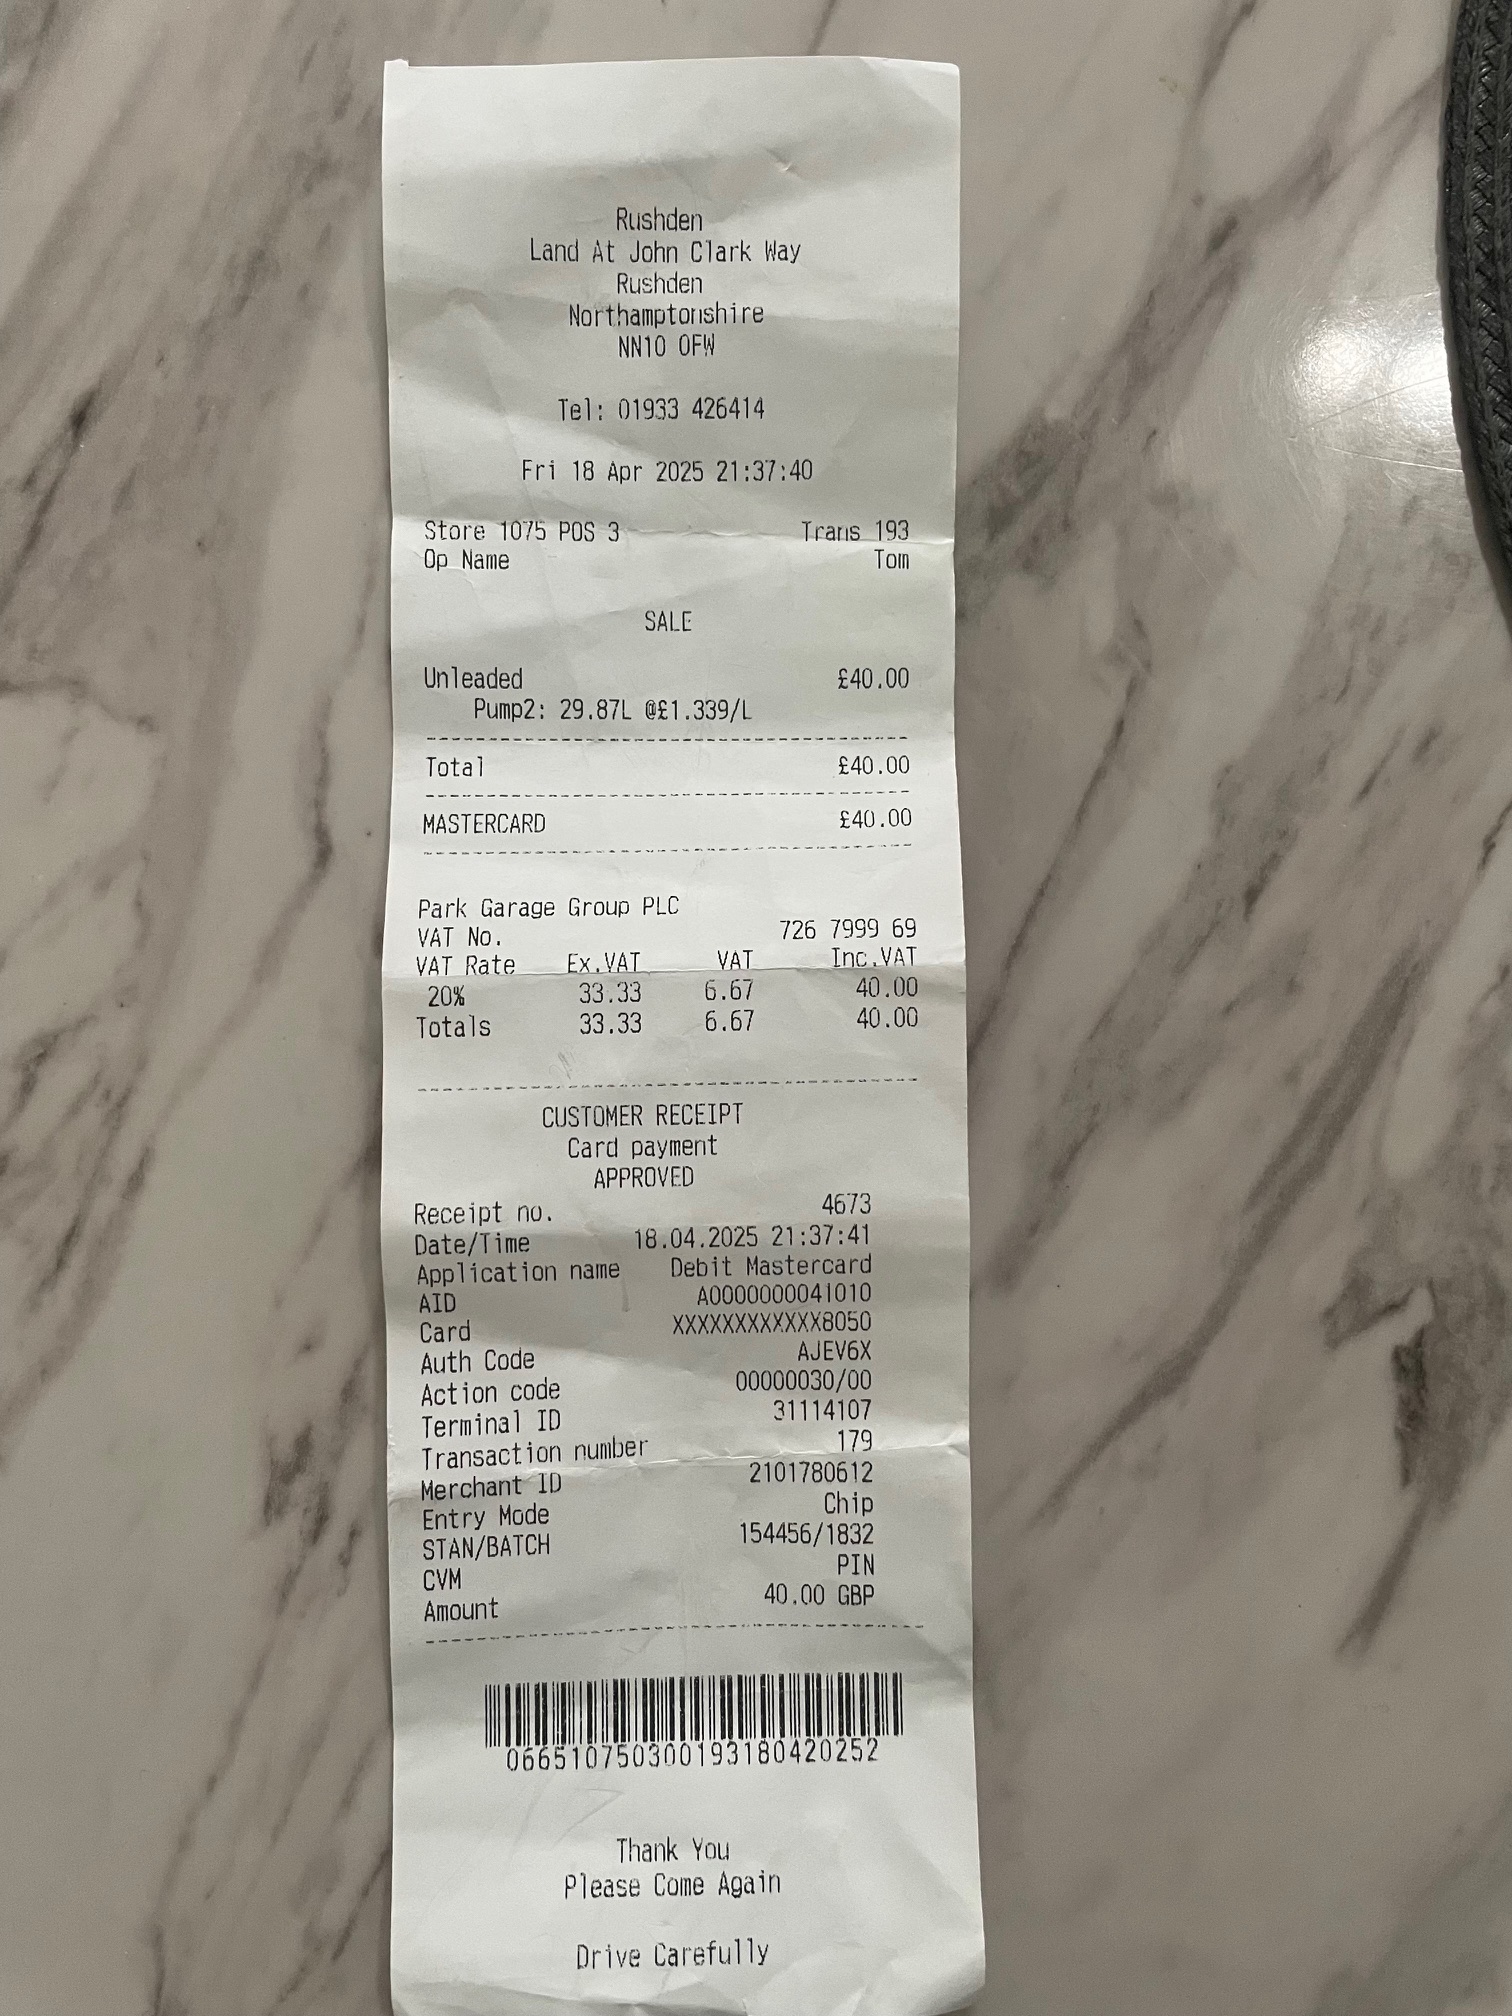 Rushden
Land At John Clark Way
Rushden
Northamptonshire
NN10 0FW
Tel: 01933 426414
Fri 18 Apr 2025 21:37:40
Store 1075 POS 3 Trans 193
Op Name Tom
SALE
Unleaded £40.00
Pump2: 29.87L @£1.339/L
Total £40.00
MASTERCARD £40.00
Park Garage Group PLC
VAT No. 726 7999 69
VAT Rate Ex.VAT VAT Inc.VAT
20% 33.33 6.67 40.00
Totals 33.33 6.67 40.00
CUSTOMER RECEIPT
Card payment
APPROVED
Receipt no. 4673
Date/Time 18.04.2025 21:37:41
Application name Debit Mastercard
AID A0000000041010
Card XXXXXXXXXXXX8050
Auth Code AJEV6X
Action code 00000030/00
Terminal ID 31114107
Transaction number 179
Merchant ID 2101780612
Entry Mode Chip
STAN/BATCH 154456/1832
CVM PIN
Amount 40.00 GBP
066510750300193180420252
Thank You
Please Come Again
Drive Carefully